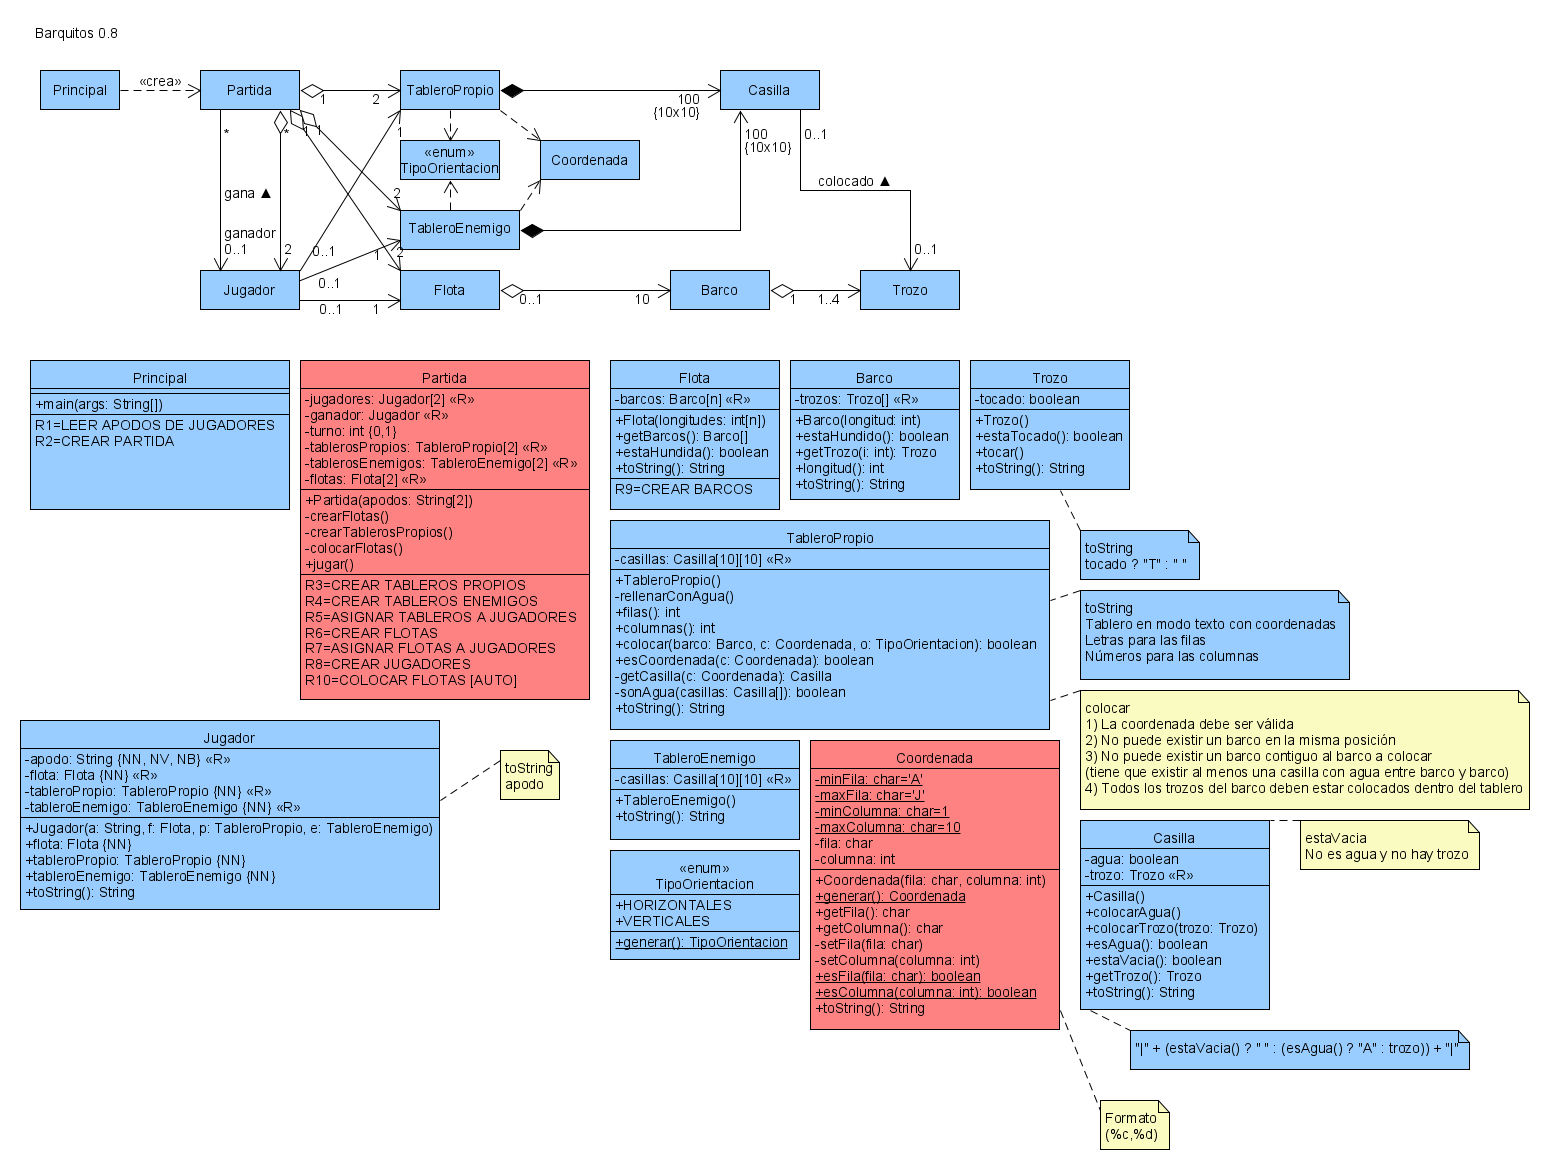 Barquitos 0.8
Principal
«crea»
Partida
1
2
TableroPropio
100
{10x10}
Casilla
*
*
1
1
1
«enum»
TipoOrientacion
Coordenada
100
{10x10}
0..1
colocado ▲
gana ▲
2
TableroEnemigo
ganador
0..1
2
0..1
1
2
0..1
Jugador
0..1
0..1
1
Flota
0..1
10
Barco
1
1..4
Trozo
Principal
+main(args: String[])
R1=LEER APODOS DE JUGADORES
R2=CREAR PARTIDA
Partida
-jugadores: Jugador[2] «R»
-ganador: Jugador «R»
-turno: int {0,1}
-tablerosPropios: TableroPropio[2] «R»
-tablerosEnemigos: TableroEnemigo[2] «R»
-flotas: Flota[2] «R»
+Partida(apodos: String[2])
-crearFlotas()
-crearTablerosPropios()
-colocarFlotas()
+jugar()
R3=CREAR TABLEROS PROPIOS
R4=CREAR TABLEROS ENEMIGOS
R5=ASIGNAR TABLEROS A JUGADORES
R6=CREAR FLOTAS
R7=ASIGNAR FLOTAS A JUGADORES
R8=CREAR JUGADORES
R10=COLOCAR FLOTAS [AUTO]
Flota
-barcos: Barco[n] «R»
+Flota(longitudes: int[n])
+getBarcos(): Barco[]
+estaHundida(): boolean
+toString(): String
R9=CREAR BARCOS
Barco
-trozos: Trozo[] «R»
+Barco(longitud: int)
+estaHundido(): boolean
+getTrozo(i: int): Trozo
+longitud(): int
+toString(): String
Trozo
-tocado: boolean
+Trozo()
+estaTocado(): boolean
+tocar()
+toString(): String
toString
tocado ? "T" : " "
TableroPropio
-casillas: Casilla[10][10] «R»
+TableroPropio()
-rellenarConAgua()
+filas(): int
+columnas(): int
+colocar(barco: Barco, c: Coordenada, o: TipoOrientacion): boolean
+esCoordenada(c: Coordenada): boolean
-getCasilla(c: Coordenada): Casilla
-sonAgua(casillas: Casilla[]): boolean
+toString(): String
toString
Tablero en modo texto con coordenadas
Letras para las filas
Números para las columnas
colocar
1) La coordenada debe ser válida
2) No puede existir un barco en la misma posición
3) No puede existir un barco contiguo al barco a colocar
(tiene que existir al menos una casilla con agua entre barco y barco)
4) Todos los trozos del barco deben estar colocados dentro del tablero
Jugador
-apodo: String {NN, NV, NB} «R»
-flota: Flota {NN} «R»
-tableroPropio: TableroPropio {NN} «R»
-tableroEnemigo: TableroEnemigo {NN} «R»
+Jugador(a: String, f: Flota, p: TableroPropio, e: TableroEnemigo)
+flota: Flota {NN}
+tableroPropio: TableroPropio {NN}
+tableroEnemigo: TableroEnemigo {NN}
+toString(): String
toString
apodo
TableroEnemigo
-casillas: Casilla[10][10] «R»
+TableroEnemigo()
+toString(): String
«enum»
TipoOrientacion
+HORIZONTALES
+VERTICALES
+generar(): TipoOrientacion
Coordenada
-minFila: char='A'
-maxFila: char='J'
-minColumna: char=1
-maxColumna: char=10
-fila: char
-columna: int
+Coordenada(fila: char, columna: int)
+generar(): Coordenada
+getFila(): char
+getColumna(): char
-setFila(fila: char)
-setColumna(columna: int)
+esFila(fila: char): boolean
+esColumna(columna: int): boolean
+toString(): String
Casilla
-agua: boolean
-trozo: Trozo «R»
+Casilla()
+colocarAgua()
+colocarTrozo(trozo: Trozo)
+esAgua(): boolean
+estaVacia(): boolean
+getTrozo(): Trozo
+toString(): String
estaVacia
No es agua y no hay trozo
"|" + (estaVacia() ? " " : (esAgua() ? "A" : trozo)) + "|"
Formato
(%c,%d)